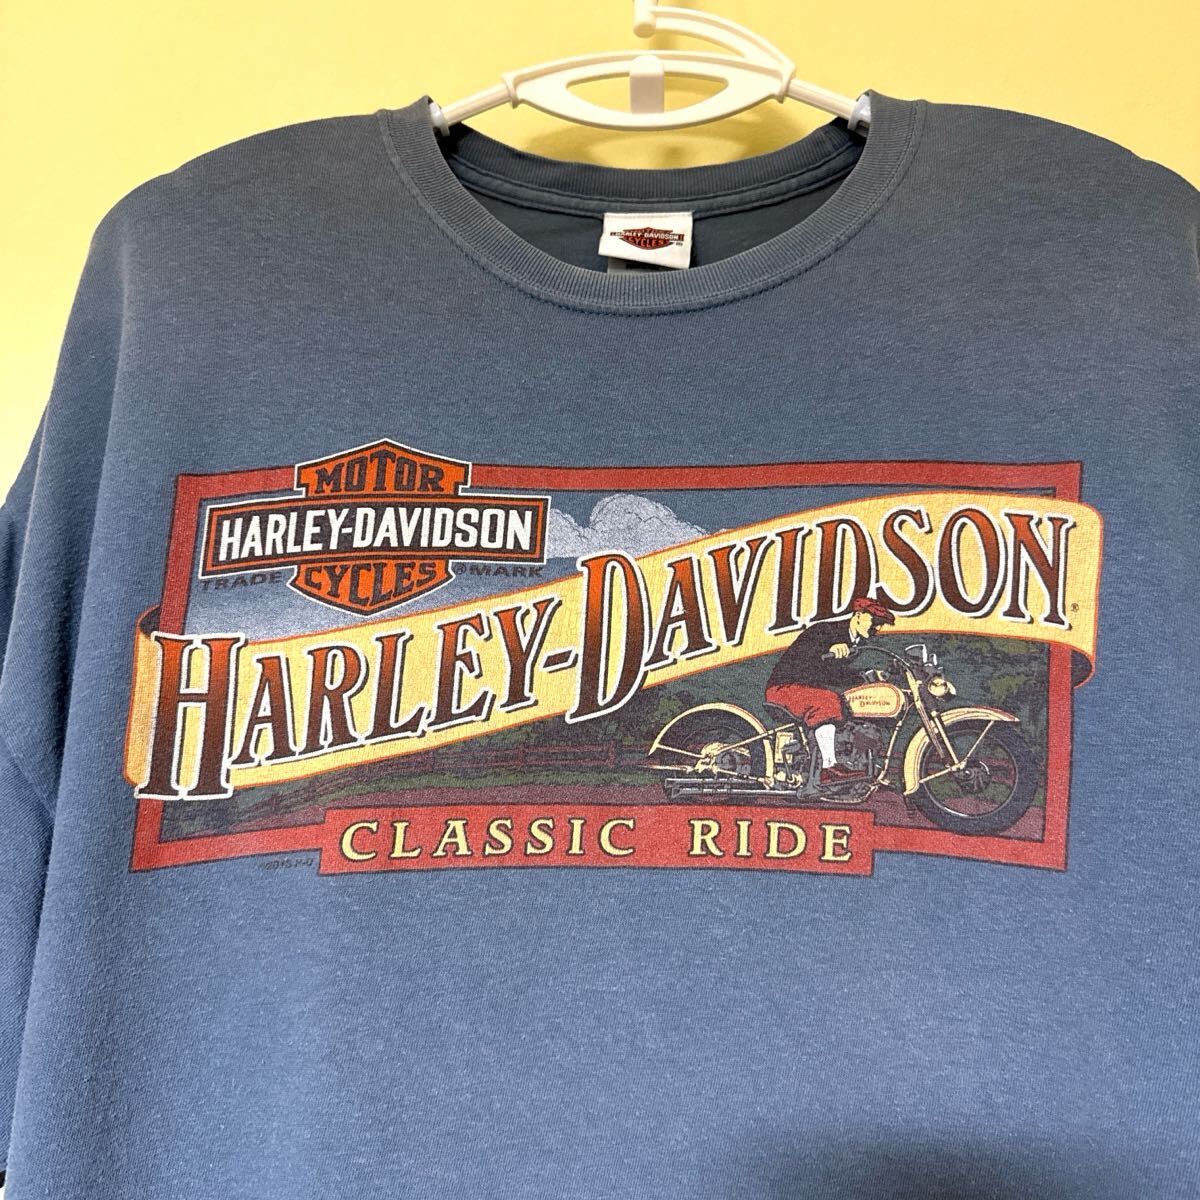 HARLEY-DAVIDSON
CYCLES
MOTOR
HARLEY-DAVIDSON
TRADE ® MARK
CYCLES
HARLEY-DAVIDSON®
HARLEY
DAVIDSON
CLASSIC RIDE